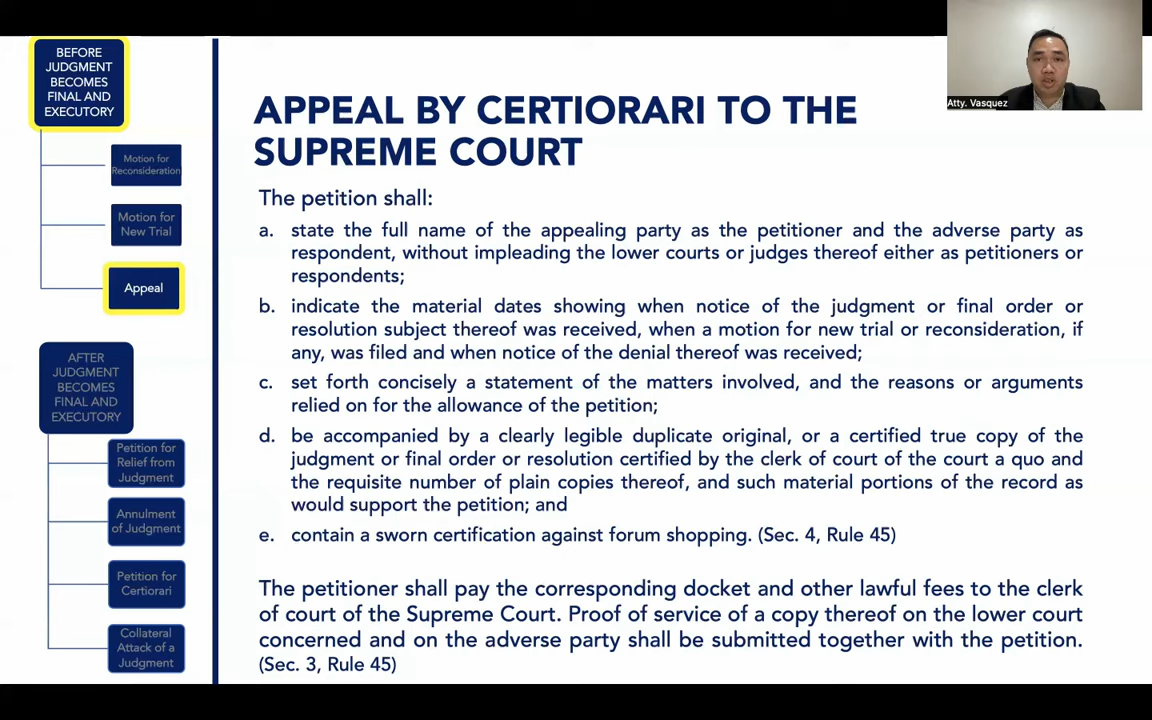 BEFORE
JUDGMENT
BECOMES
FINAL AND
EXECUTORY
Motion for
Reconsideration
Motion for
New Trial
Appeal
AFTER
JUDGMENT
BECOMES
FINAL AND
EXECUTORY
Petition for
Relief from
Judgment
Annulment
of Judgment
Petition for
Certiorari
Collateral
Attack of a
Judgment
APPEAL BY CERTIORARI TO THE
SUPREME COURT
The petition shall:
a. state the full name of the appealing party as the petitioner and the adverse party as
respondent, without impleading the lower courts or judges thereof either as petitioners or
respondents;
b. indicate the material dates showing when notice of the judgment or final order or
resolution subject thereof was received, when a motion for new trial or reconsideration, if
any, was filed and when notice of the denial thereof was received;
c. set forth concisely a statement of the matters involved, and the reasons or arguments
relied on for the allowance of the petition;
d. be accompanied by a clearly legible duplicate original, or a certified true copy of the
judgment or final order or resolution certified by the clerk of court of the court a quo and
the requisite number of plain copies thereof, and such material portions of the record as
would support the petition; and
e. contain a sworn certification against forum shopping. (Sec. 4, Rule 45)
The petitioner shall pay the corresponding docket and other lawful fees to the clerk
of court of the Supreme Court. Proof of service of a copy thereof on the lower court
concerned and on the adverse party shall be submitted together with the petition.
(Sec. 3, Rule 45)
Atty. Vasquez